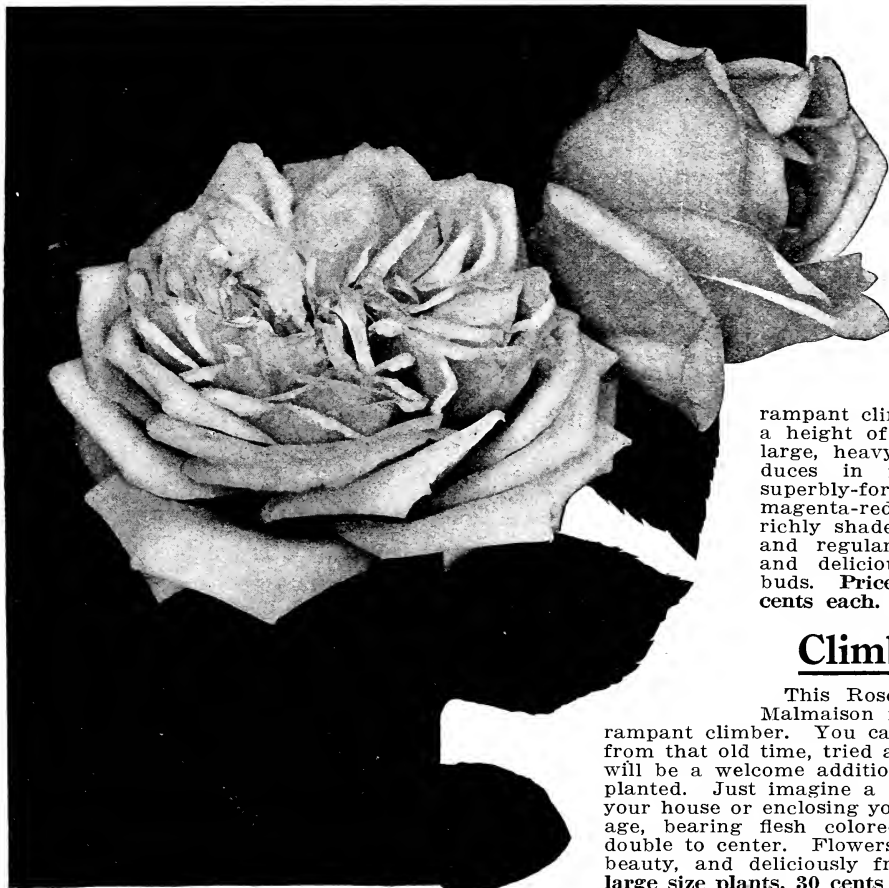 rampant clim
a height of
large, heavy
duces in
superbly-for
magenta-red
richly shade
and regular
and deliciou
buds. Price
cents each.
Climb
This Rose
Malmaison
rampant climber. You ca
from that old time, tried a
will be a welcome additio
planted. Just imagine a
your house or enclosing yo
age, bearing flesh colore
double to center. Flowers
beauty, and deliciously fr
large size plants, 30 cents